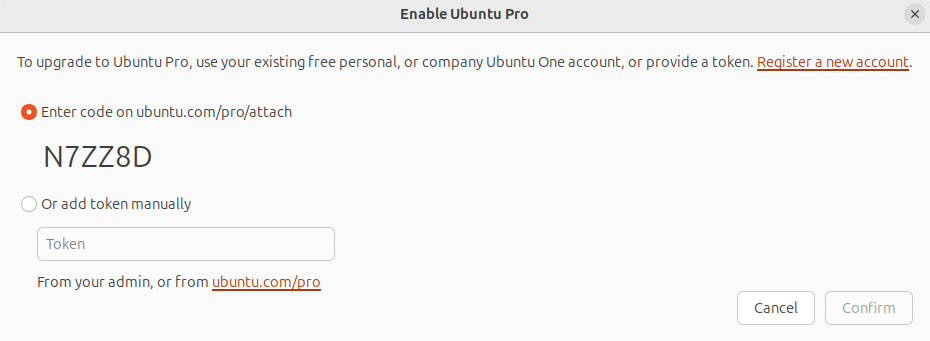 Enable Ubuntu Pro
To upgrade to Ubuntu Pro, use your existing free personal, or company Ubuntu One account, or provide a token. Register a new account.
Enter code on ubuntu.com/pro/attach
N7ZZ8D
Or add token manually
Token
From your admin, or from ubuntu.com/pro
Cancel Confirm